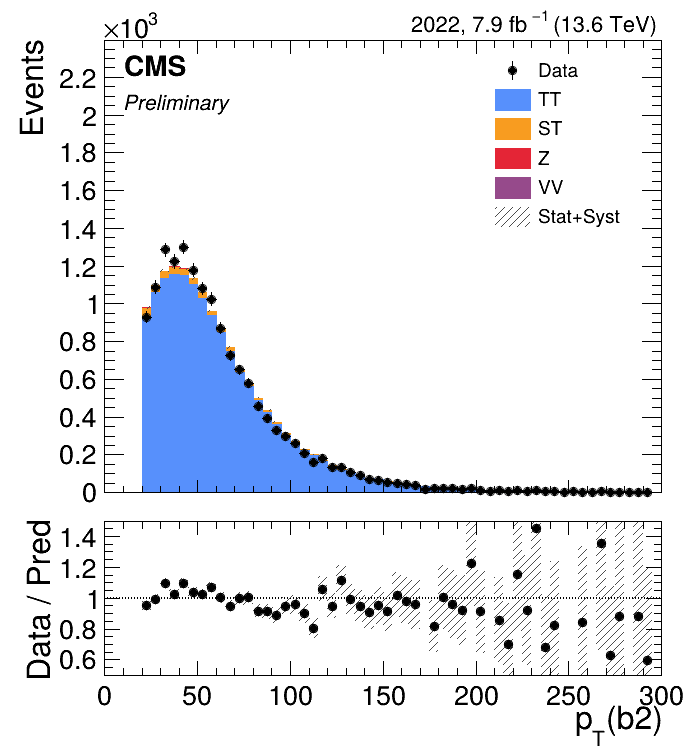 ×10³
2022, 7.9 fb⁻¹ (13.6 TeV)
Events
CMS
Preliminary
Data
TT
ST
Z
VV
Stat+Syst
2.2
2
1.8
1.6
1.4
1.2
1
0.8
0.6
0.4
0.2
0
Data / Pred
1.4
1.2
1
0.8
0.6
0 50 100 150 200 250 300
p_T(b2)